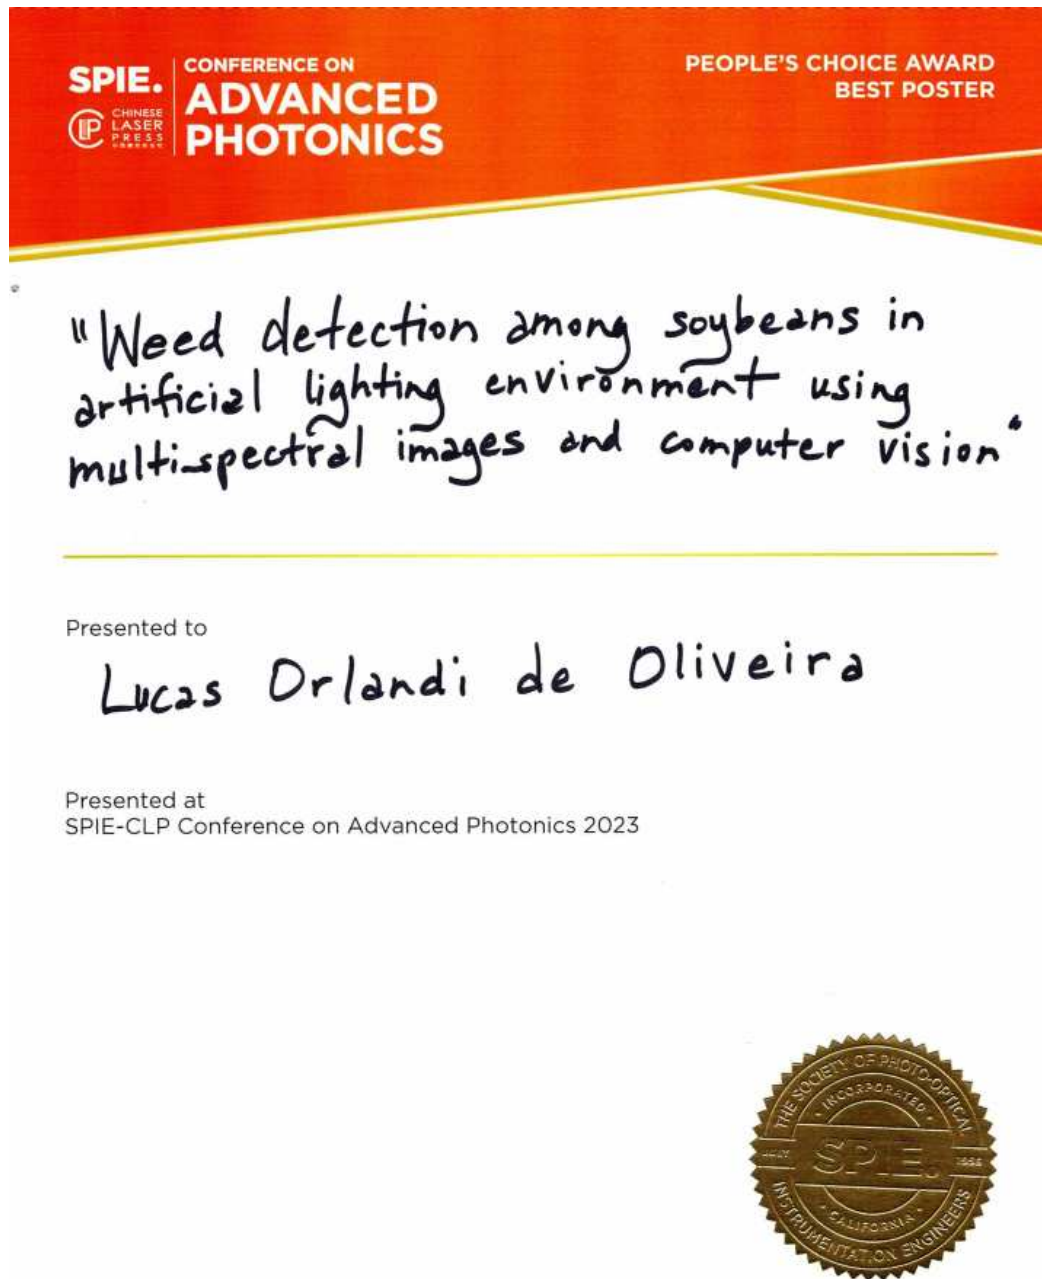 SPIE.
CHINESE
LASER
PRESS
CONFERENCE ON
ADVANCED
PHOTONICS
PEOPLE'S CHOICE AWARD
BEST POSTER
"Weed detection among soybeans in
artificial lighting environment using
multi-spectral images and computer vision"
Presented to
Lucas Orlandi de Oliveira
Presented at
SPIE-CLP Conference on Advanced Photonics 2023
THE SOCIETY OF PHOTO-OPTICAL
INCORPORATED
JULY
SPIE.
1955
CALIFORNIA
INSTRUMENTATION ENGINEERS